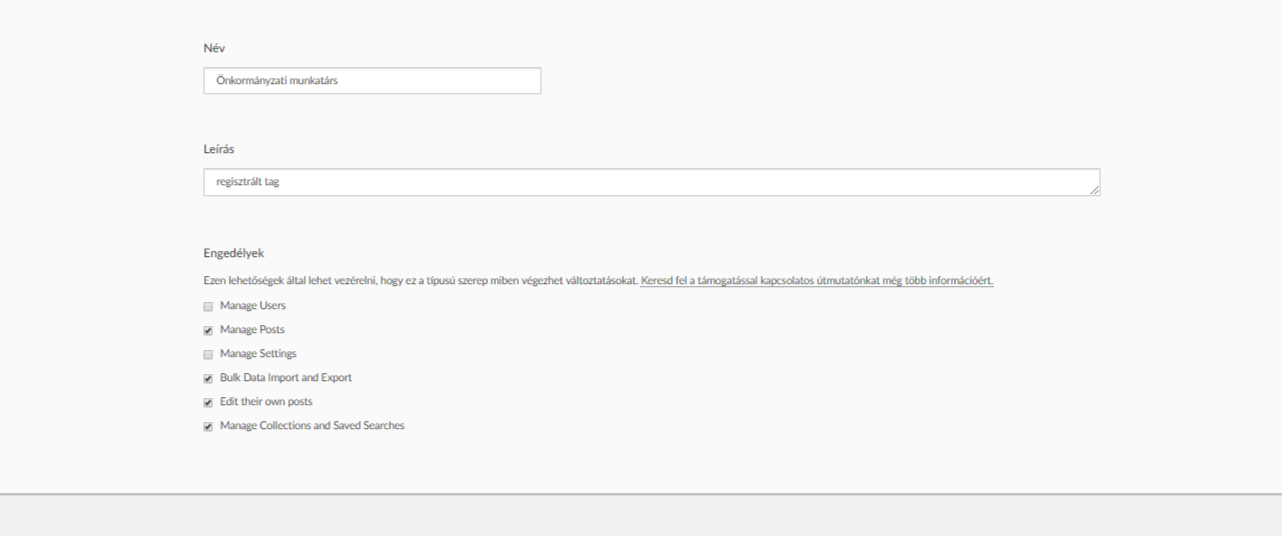 Név
Önkormányzati munkatárs
Leírás
regisztrált tag
Engedélyek
Ezen lehetőségek által lehet vezérelni, hogy ez a típusú szerep miben végezhet változtatásokat. Keresd fel a támogatással kapcsolatos útmutatónkat még több információért.
Manage Users
Manage Posts
Manage Settings
Bulk Data Import and Export
Edit their own posts
Manage Collections and Saved Searches